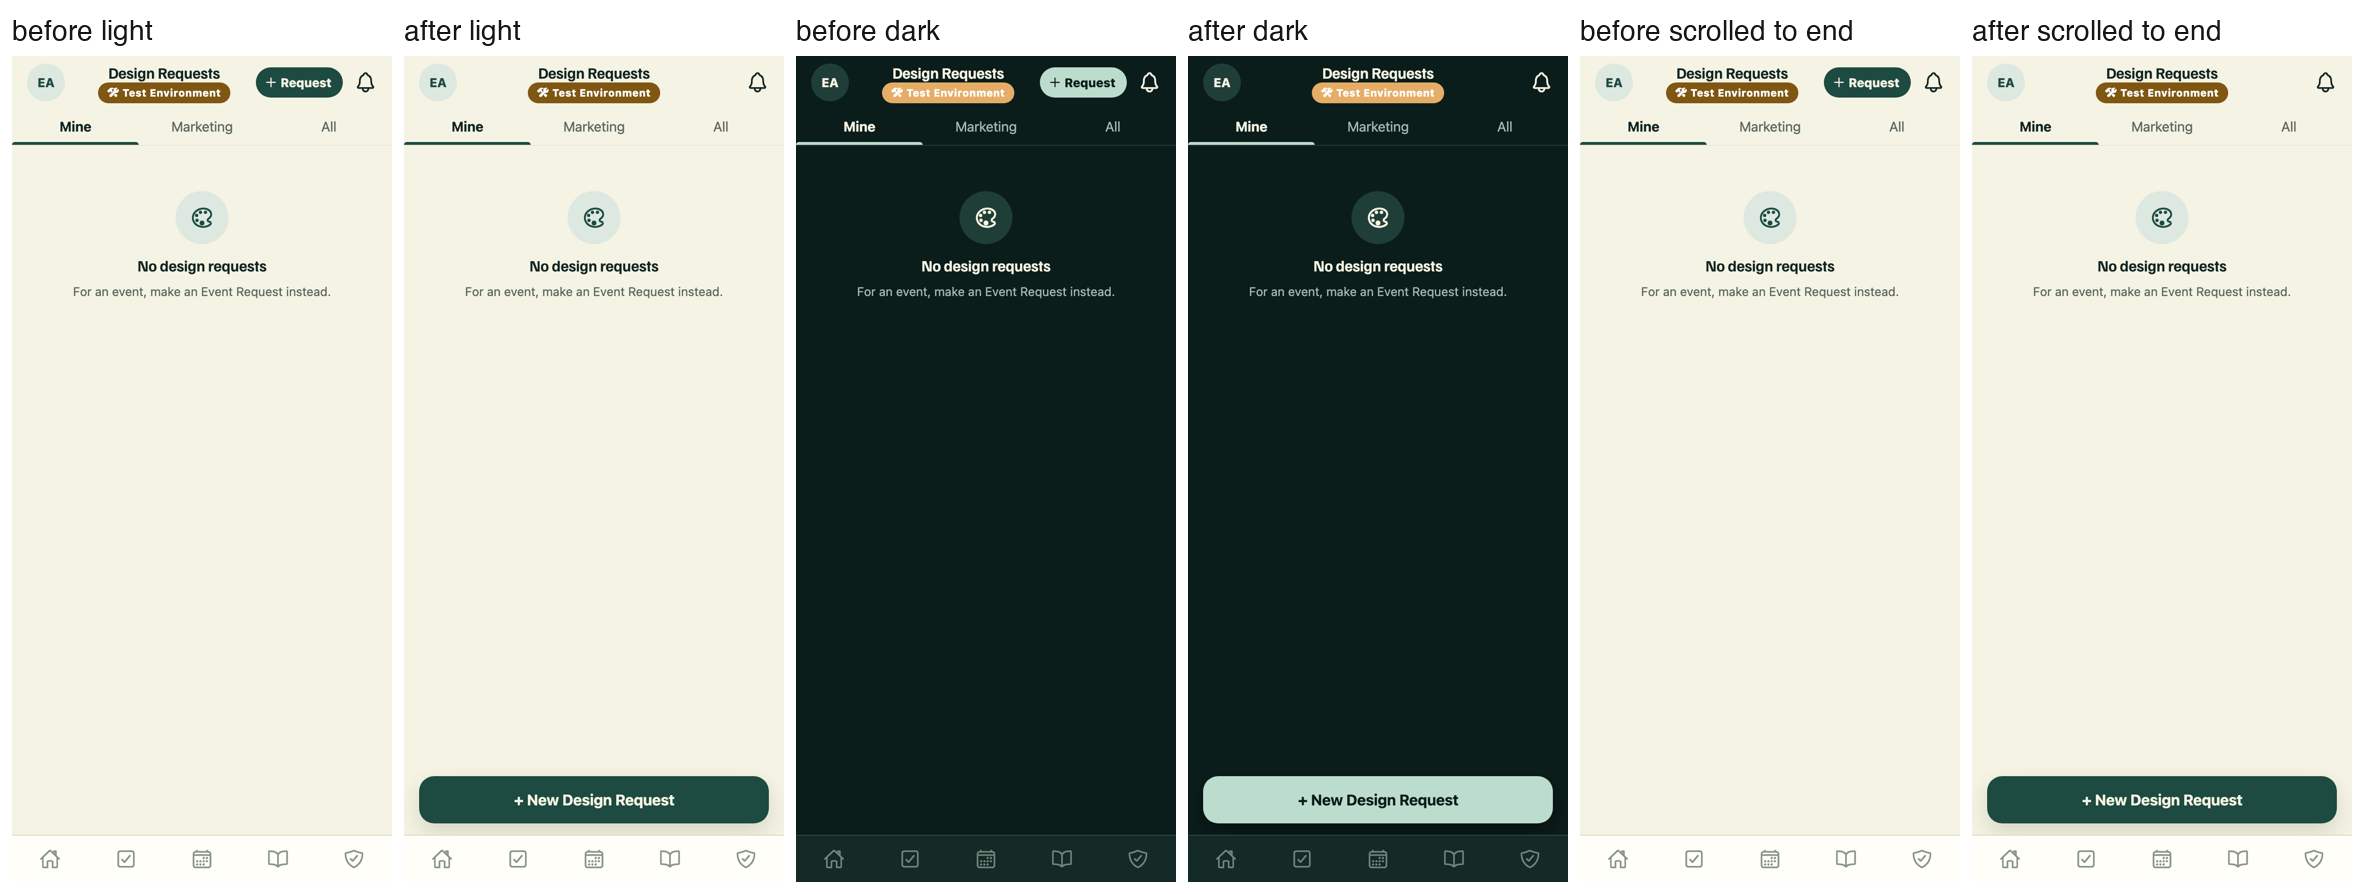 before light
after light
before dark
after dark
before scrolled to end
after scrolled to end
EA
Design Requests
🛠 Test Environment
+ Request
Mine
Marketing
All
No design requests
For an event, make an Event Request instead.
EA
Design Requests
🛠 Test Environment
Mine
Marketing
All
No design requests
For an event, make an Event Request instead.
+ New Design Request
EA
Design Requests
🛠 Test Environment
+ Request
Mine
Marketing
All
No design requests
For an event, make an Event Request instead.
EA
Design Requests
🛠 Test Environment
Mine
Marketing
All
No design requests
For an event, make an Event Request instead.
+ New Design Request
EA
Design Requests
🛠 Test Environment
+ Request
Mine
Marketing
All
No design requests
For an event, make an Event Request instead.
EA
Design Requests
🛠 Test Environment
Mine
Marketing
All
No design requests
For an event, make an Event Request instead.
+ New Design Request